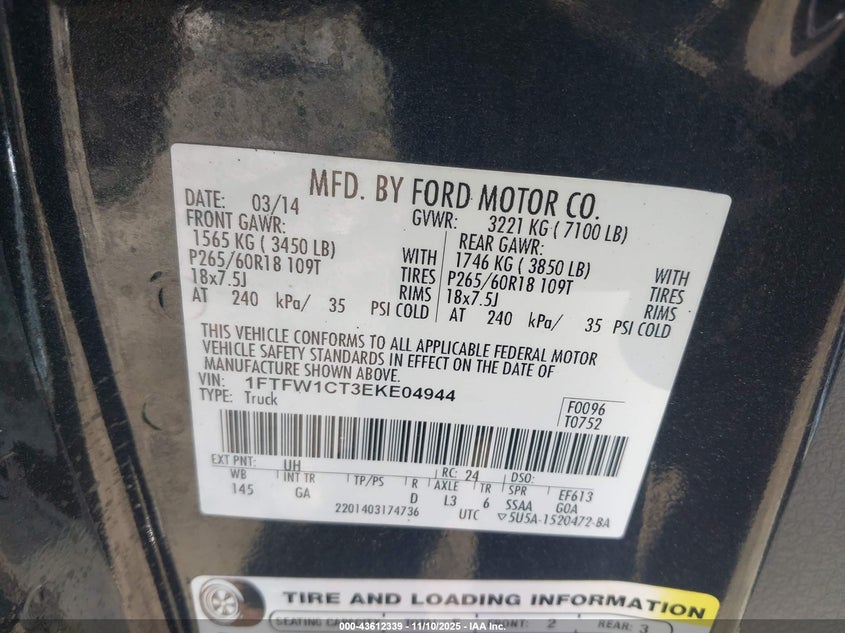 MFD. BY FORD MOTOR CO.
DATE: 03/14 GVWR: 3221 KG ( 7100 LB)
FRONT GAWR: REAR GAWR:
1565 KG ( 3450 LB) WITH 1746 KG ( 3850 LB) WITH
P265/60R18 109T TIRES P265/60R18 109T TIRES
18x7.5J RIMS 18x7.5J RIMS
AT 240 kPa/ 35 PSI COLD AT 240 kPa/ 35 PSI COLD
THIS VEHICLE CONFORMS TO ALL APPLICABLE FEDERAL MOTOR
VEHICLE SAFETY STANDARDS IN EFFECT ON THE DATE OF
MANUFACTURE SHOWN ABOVE.
VIN: 1FTFW1CT3EKE04944
TYPE: Truck
F0096
T0752
EXT PNT: UH RC: 24 DSO:
WB INT TR TP/PS R AXLE TR SPR EF613
145 GA D L3 6 SSAA GOA
2201403174736 UTC ▽5U5A-1520472-BA
TIRE AND LOADING INFORMATION
SEATING FRONT: 2 REAR: 3
000-43612339 - 11/10/2025 - IAA Inc.